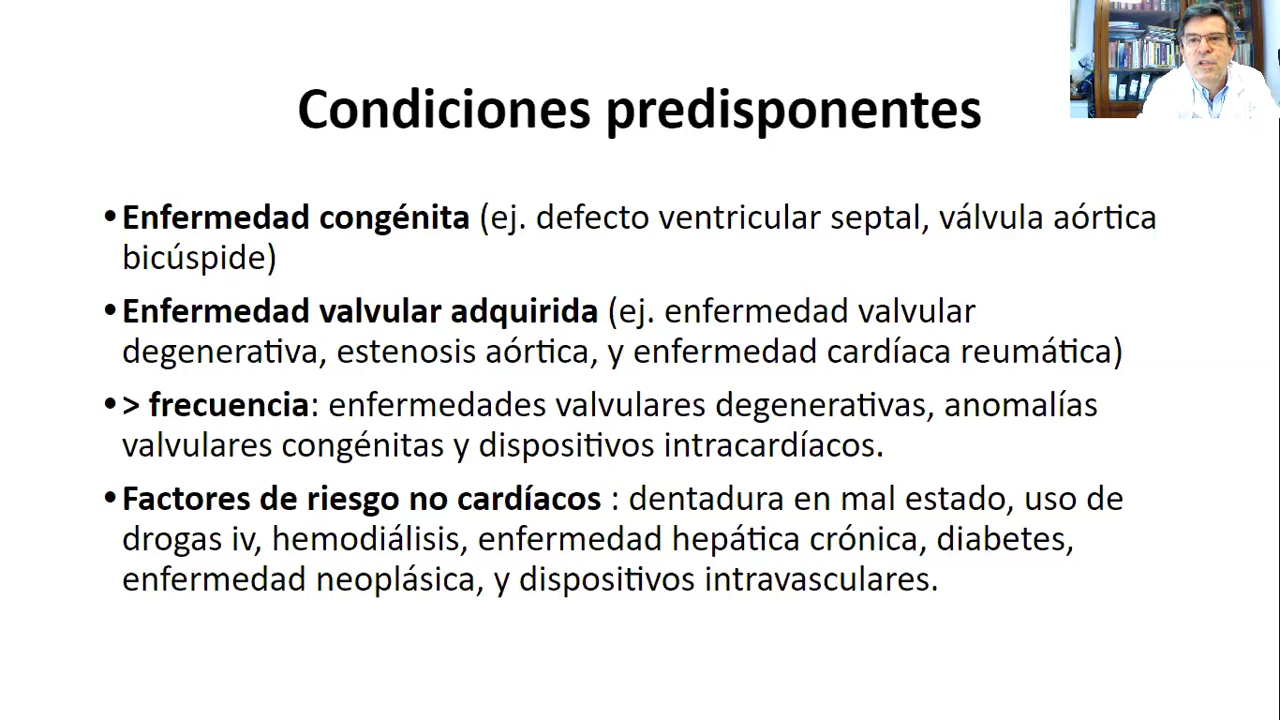 Condiciones predisponentes
•Enfermedad congénita (ej. defecto ventricular septal, válvula aórtica
bicúspide)
•Enfermedad valvular adquirida (ej. enfermedad valvular
degenerativa, estenosis aórtica, y enfermedad cardíaca reumática)
•> frecuencia: enfermedades valvulares degenerativas, anomalías
valvulares congénitas y dispositivos intracardíacos.
•Factores de riesgo no cardíacos : dentadura en mal estado, uso de
drogas iv, hemodiálisis, enfermedad hepática crónica, diabetes,
enfermedad neoplásica, y dispositivos intravasculares.